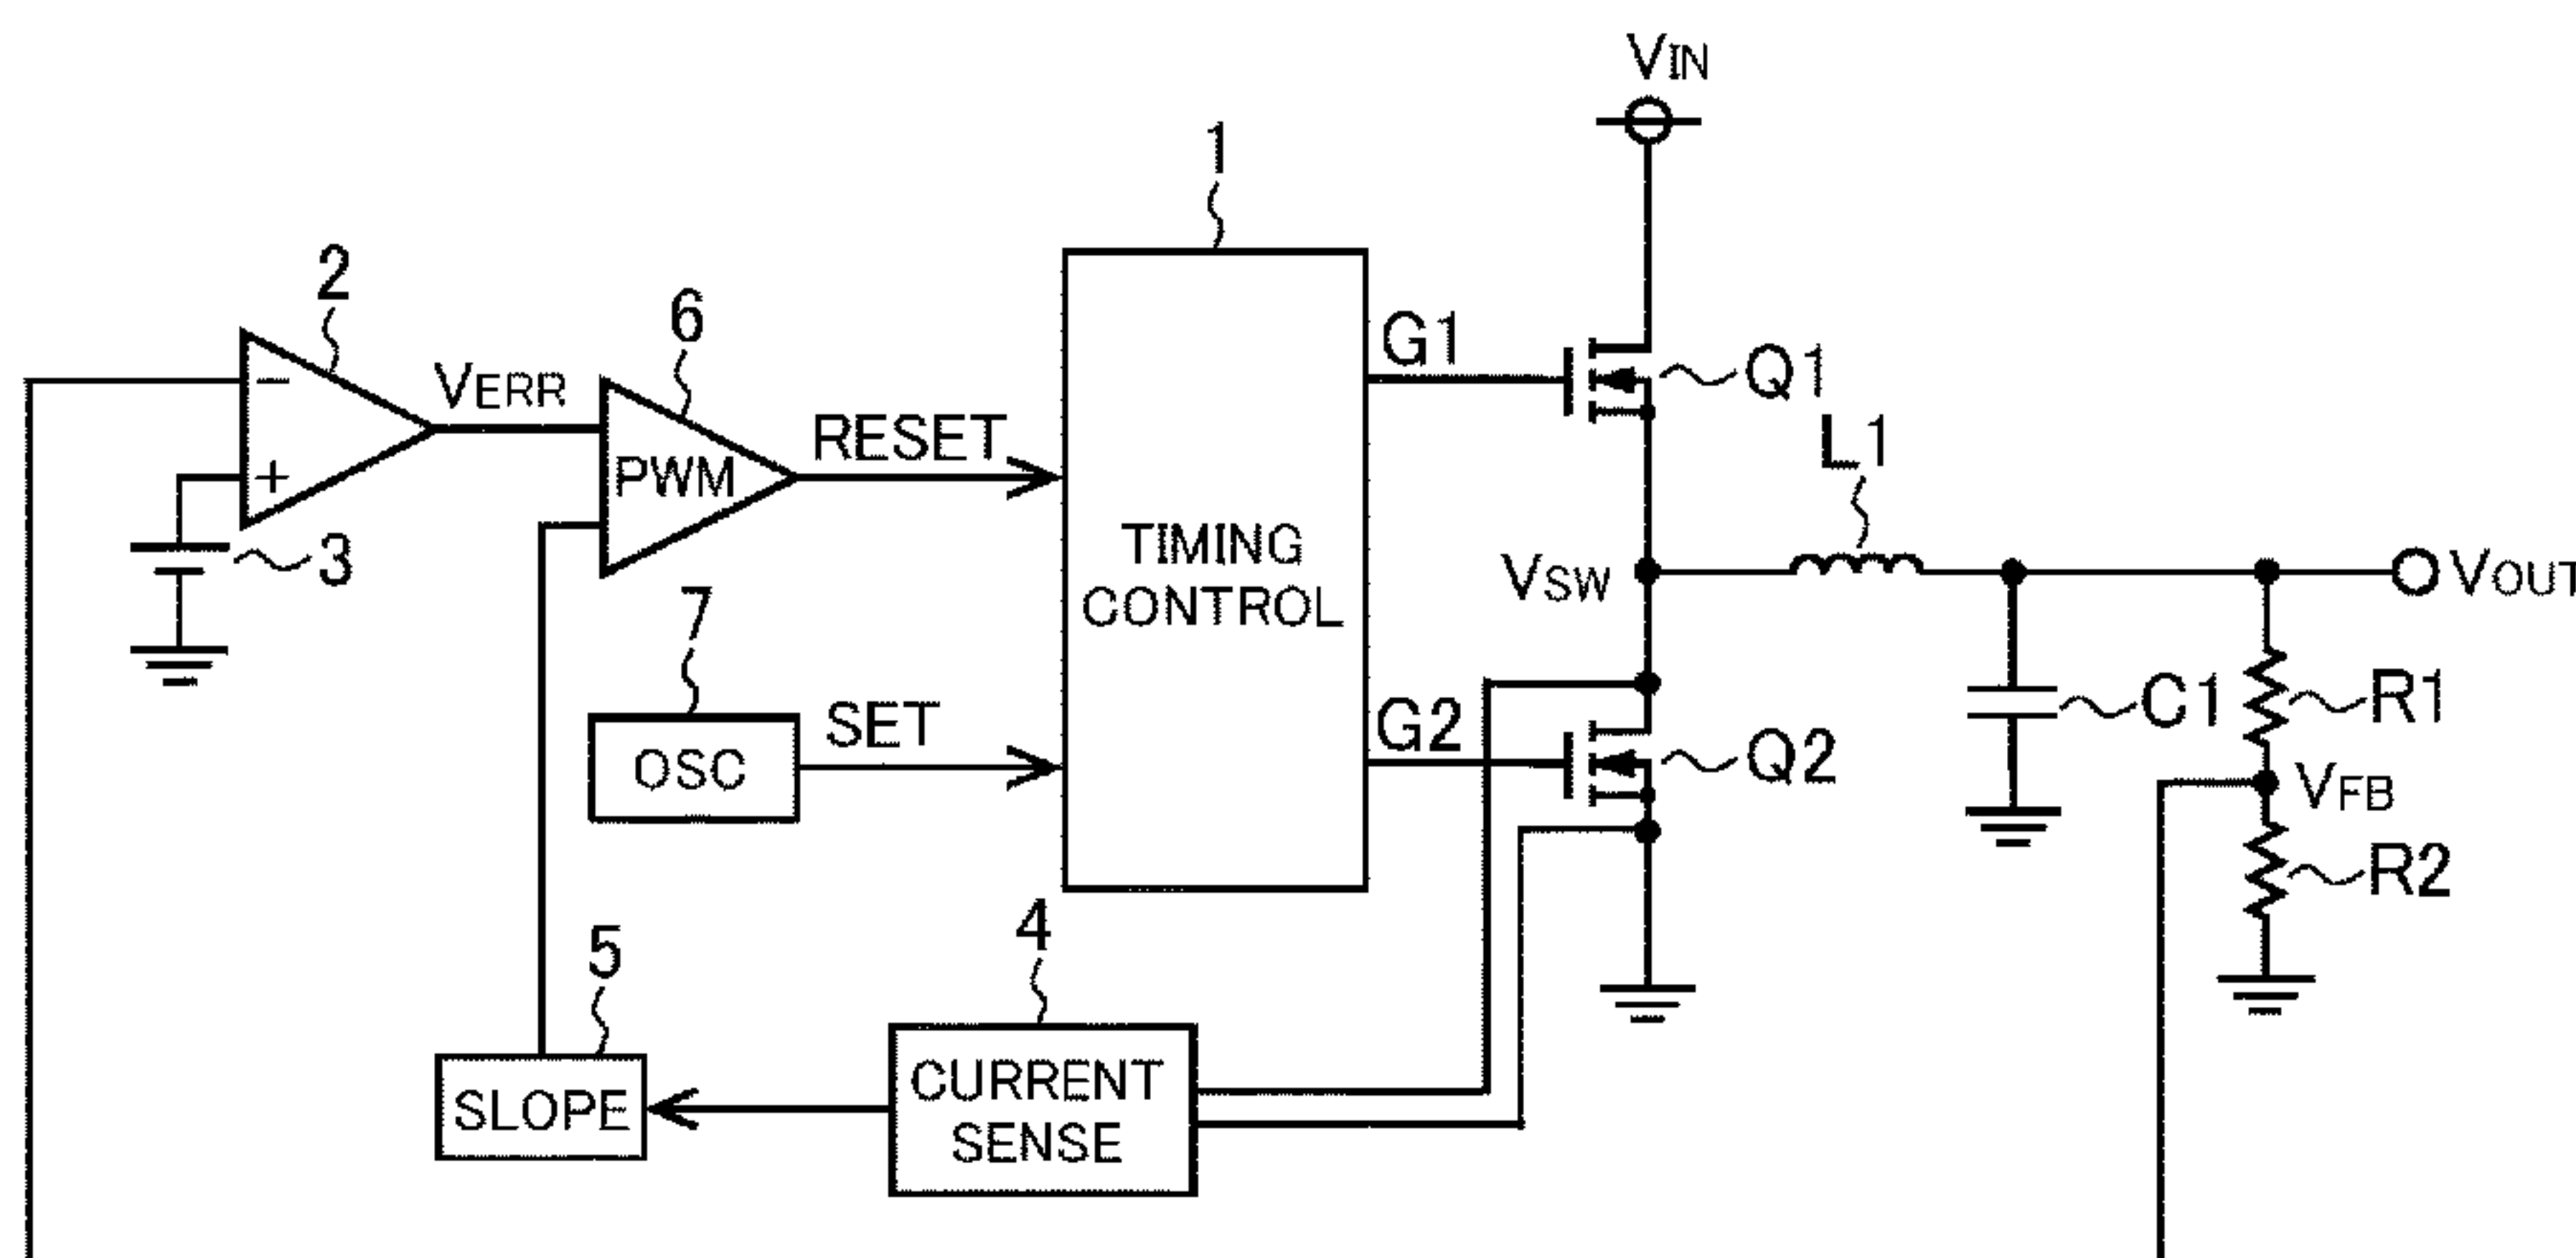 VIN
1
2
6
G1
Q1
VERR
RESET
L1
−
+
PWM
TIMING
CONTROL
3
VSW
VOUT
7
SET
G2
Q2
C1
R1
OSC
VFB
R2
4
5
CURRENT
SENSE
SLOPE